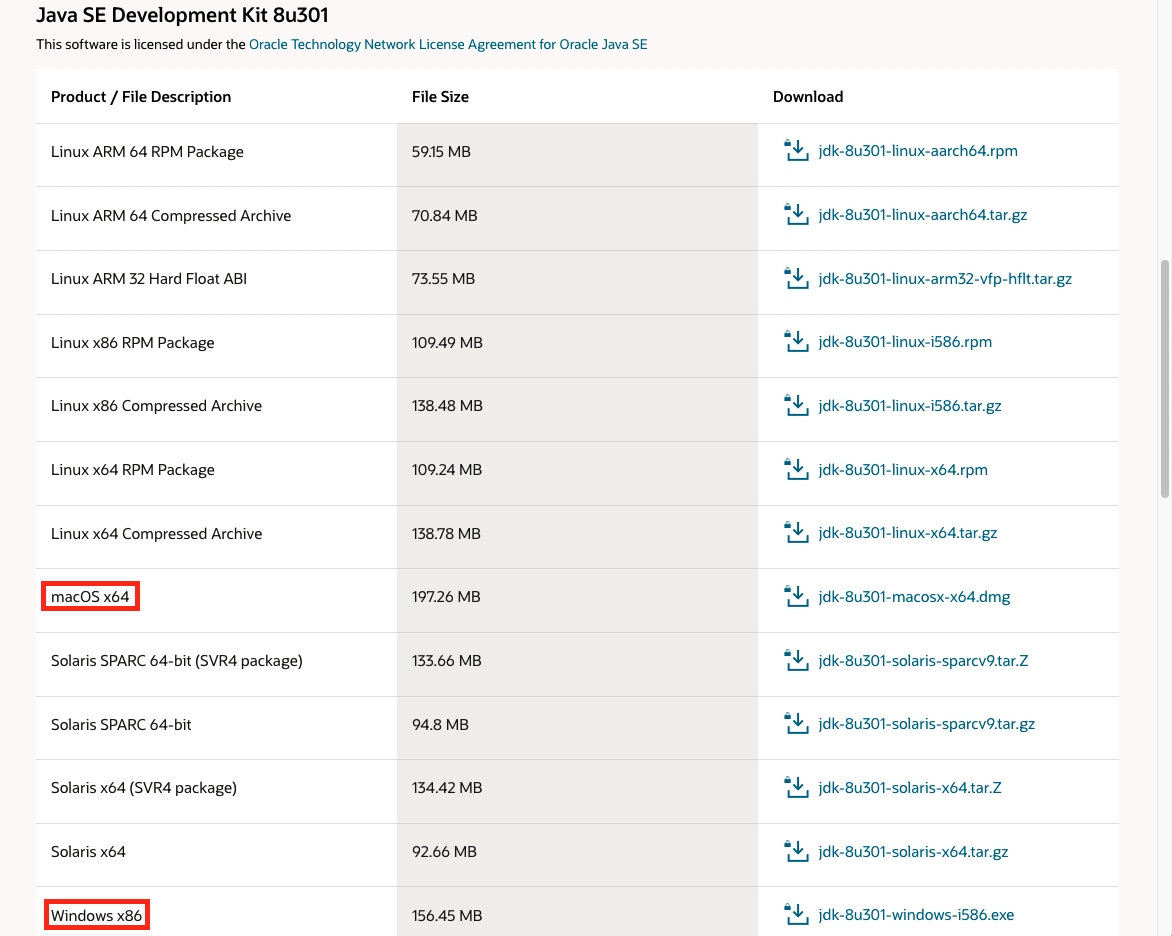 Java SE Development Kit 8u301
This software is licensed under the Oracle Technology Network License Agreement for Oracle Java SE
Product / File Description File Size Download
Linux ARM 64 RPM Package 59.15 MB jdk-8u301-linux-aarch64.rpm
Linux ARM 64 Compressed Archive 70.84 MB jdk-8u301-linux-aarch64.tar.gz
Linux ARM 32 Hard Float ABI 73.55 MB jdk-8u301-linux-arm32-vfp-hflt.tar.gz
Linux x86 RPM Package 109.49 MB jdk-8u301-linux-i586.rpm
Linux x86 Compressed Archive 138.48 MB jdk-8u301-linux-i586.tar.gz
Linux x64 RPM Package 109.24 MB jdk-8u301-linux-x64.rpm
Linux x64 Compressed Archive 138.78 MB jdk-8u301-linux-x64.tar.gz
macOS x64 197.26 MB jdk-8u301-macosx-x64.dmg
Solaris SPARC 64-bit (SVR4 package) 133.66 MB jdk-8u301-solaris-sparcv9.tar.Z
Solaris SPARC 64-bit 94.8 MB jdk-8u301-solaris-sparcv9.tar.gz
Solaris x64 (SVR4 package) 134.42 MB jdk-8u301-solaris-x64.tar.Z
Solaris x64 92.66 MB jdk-8u301-solaris-x64.tar.gz
Windows x86 156.45 MB jdk-8u301-windows-i586.exe